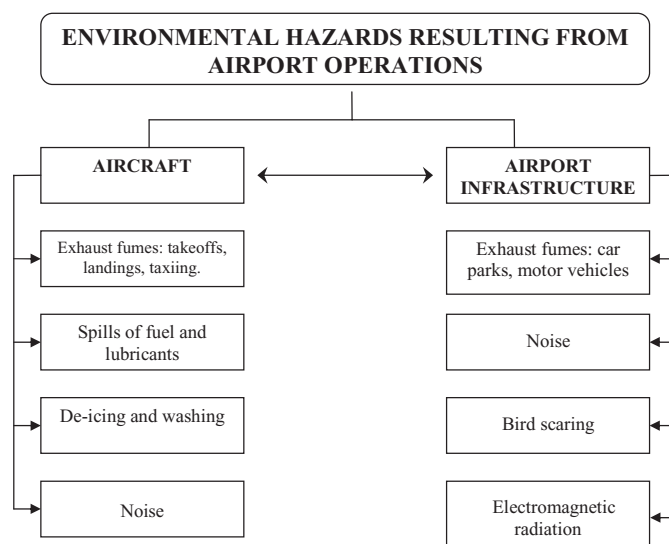 ENVIRONMENTAL HAZARDS RESULTING FROM
AIRPORT OPERATIONS
AIRCRAFT
Exhaust fumes: takeoffs,
landings, taxiing.
Spills of fuel and
lubricants
De-icing and washing
Noise
AIRPORT
INFRASTRUCTURE
Exhaust fumes: car
parks, motor vehicles
Noise
Bird scaring
Electromagnetic
radiation